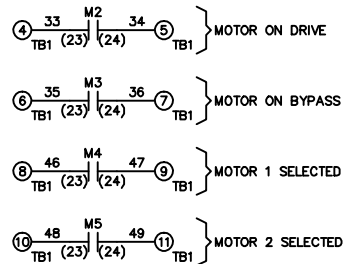 M2
4 33 34 5 MOTOR ON DRIVE
TB1 (23) (24) TB1
M3
6 35 36 7 MOTOR ON BYPASS
TB1 (23) (24) TB1
M4
8 46 47 9 MOTOR 1 SELECTED
TB1 (23) (24) TB1
M5
10 48 49 11 MOTOR 2 SELECTED
TB1 (23) (24) TB1